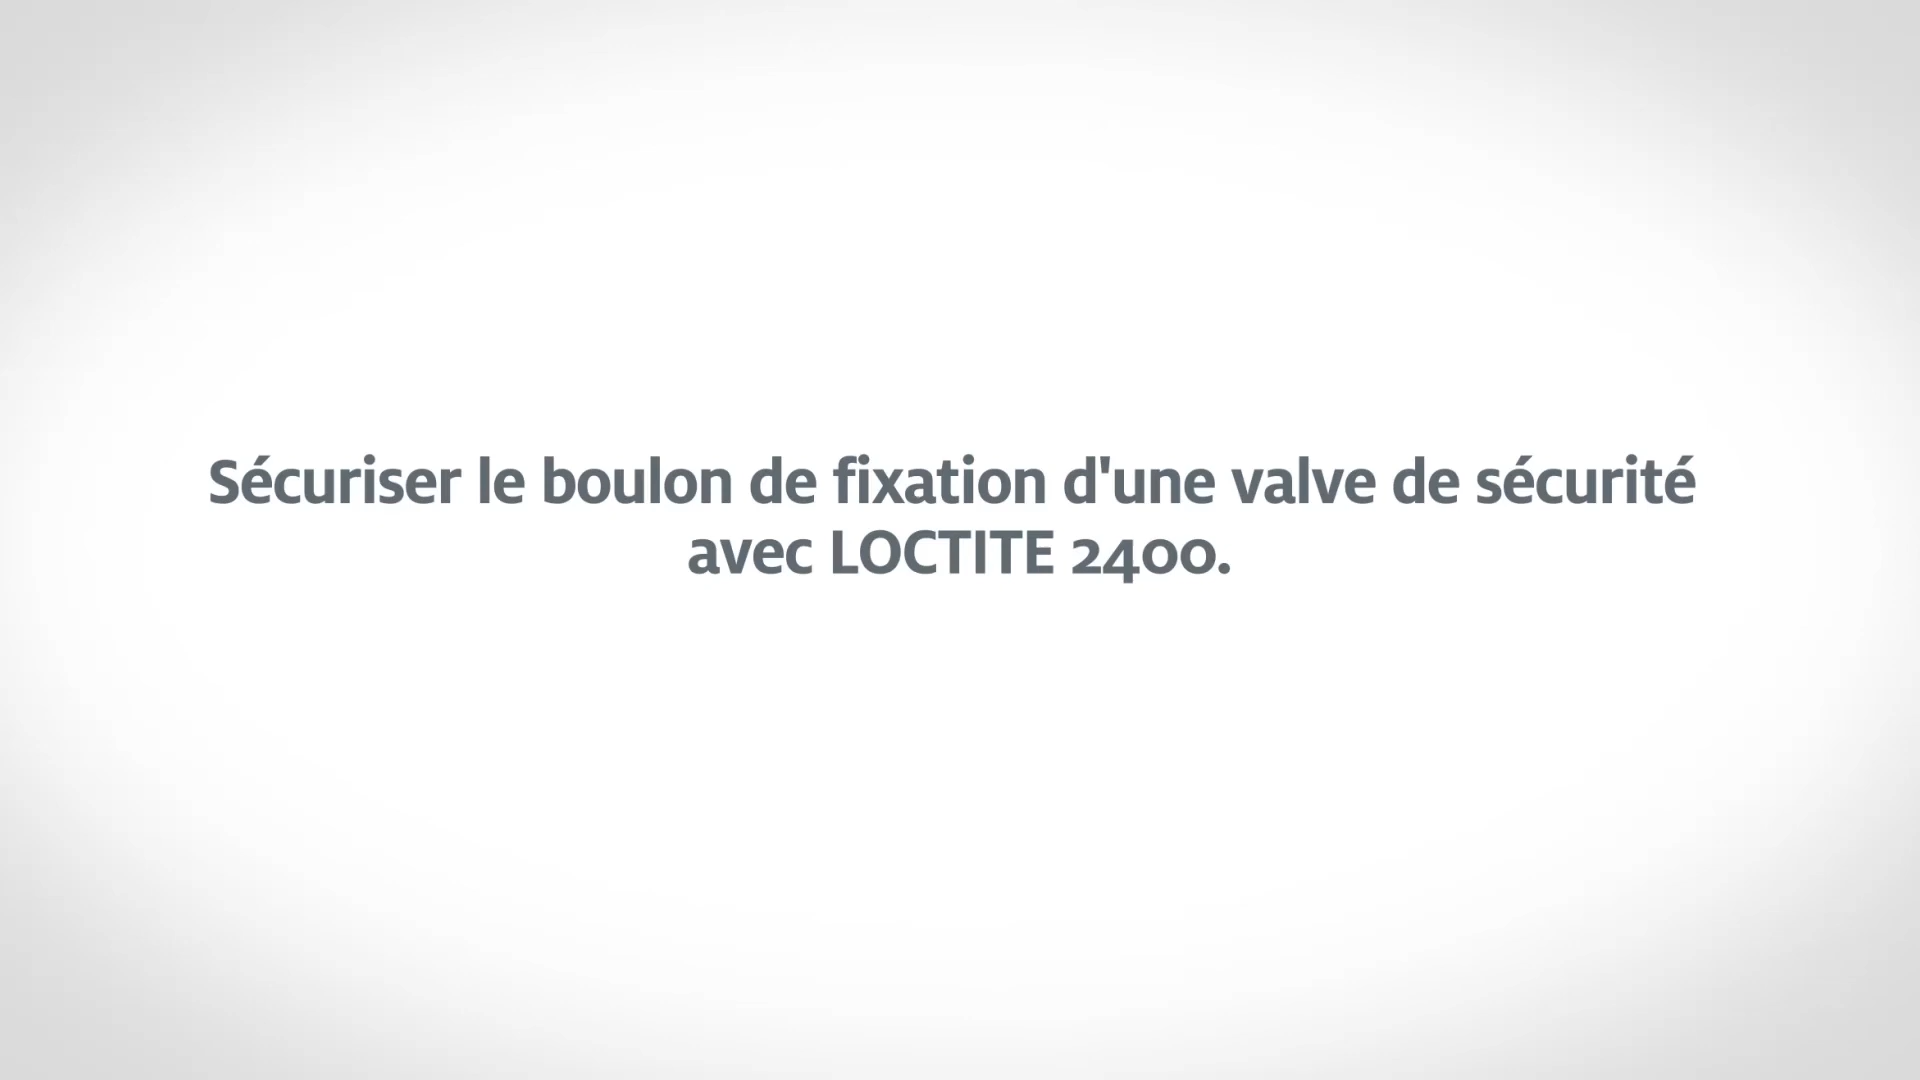 Sécuriser le boulon de fixation d'une valve de sécurité
avec LOCTITE 2400.